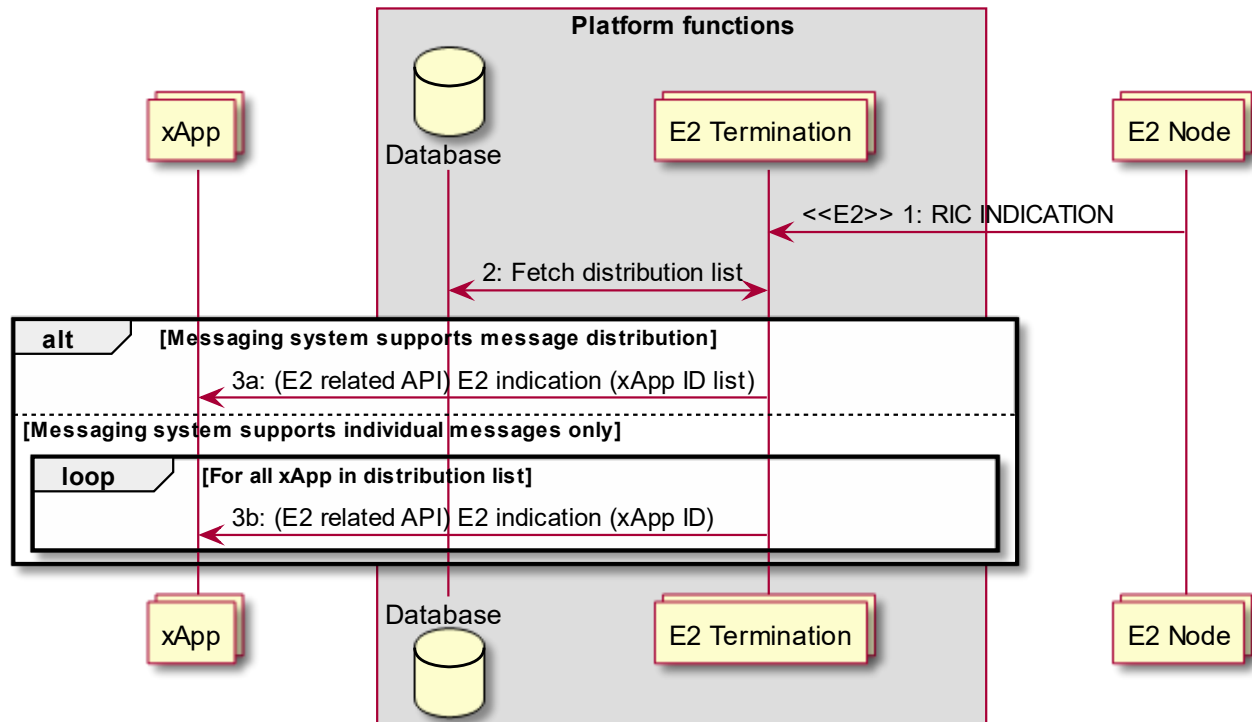 Platform functions
xApp
Database
E2 Termination
E2 Node
<<E2>> 1: RIC INDICATION
2: Fetch distribution list
alt
[Messaging system supports message distribution]
3a: (E2 related API) E2 indication (xApp ID list)
[Messaging system supports individual messages only]
loop
[For all xApp in distribution list]
3b: (E2 related API) E2 indication (xApp ID)
xApp
Database
E2 Termination
E2 Node